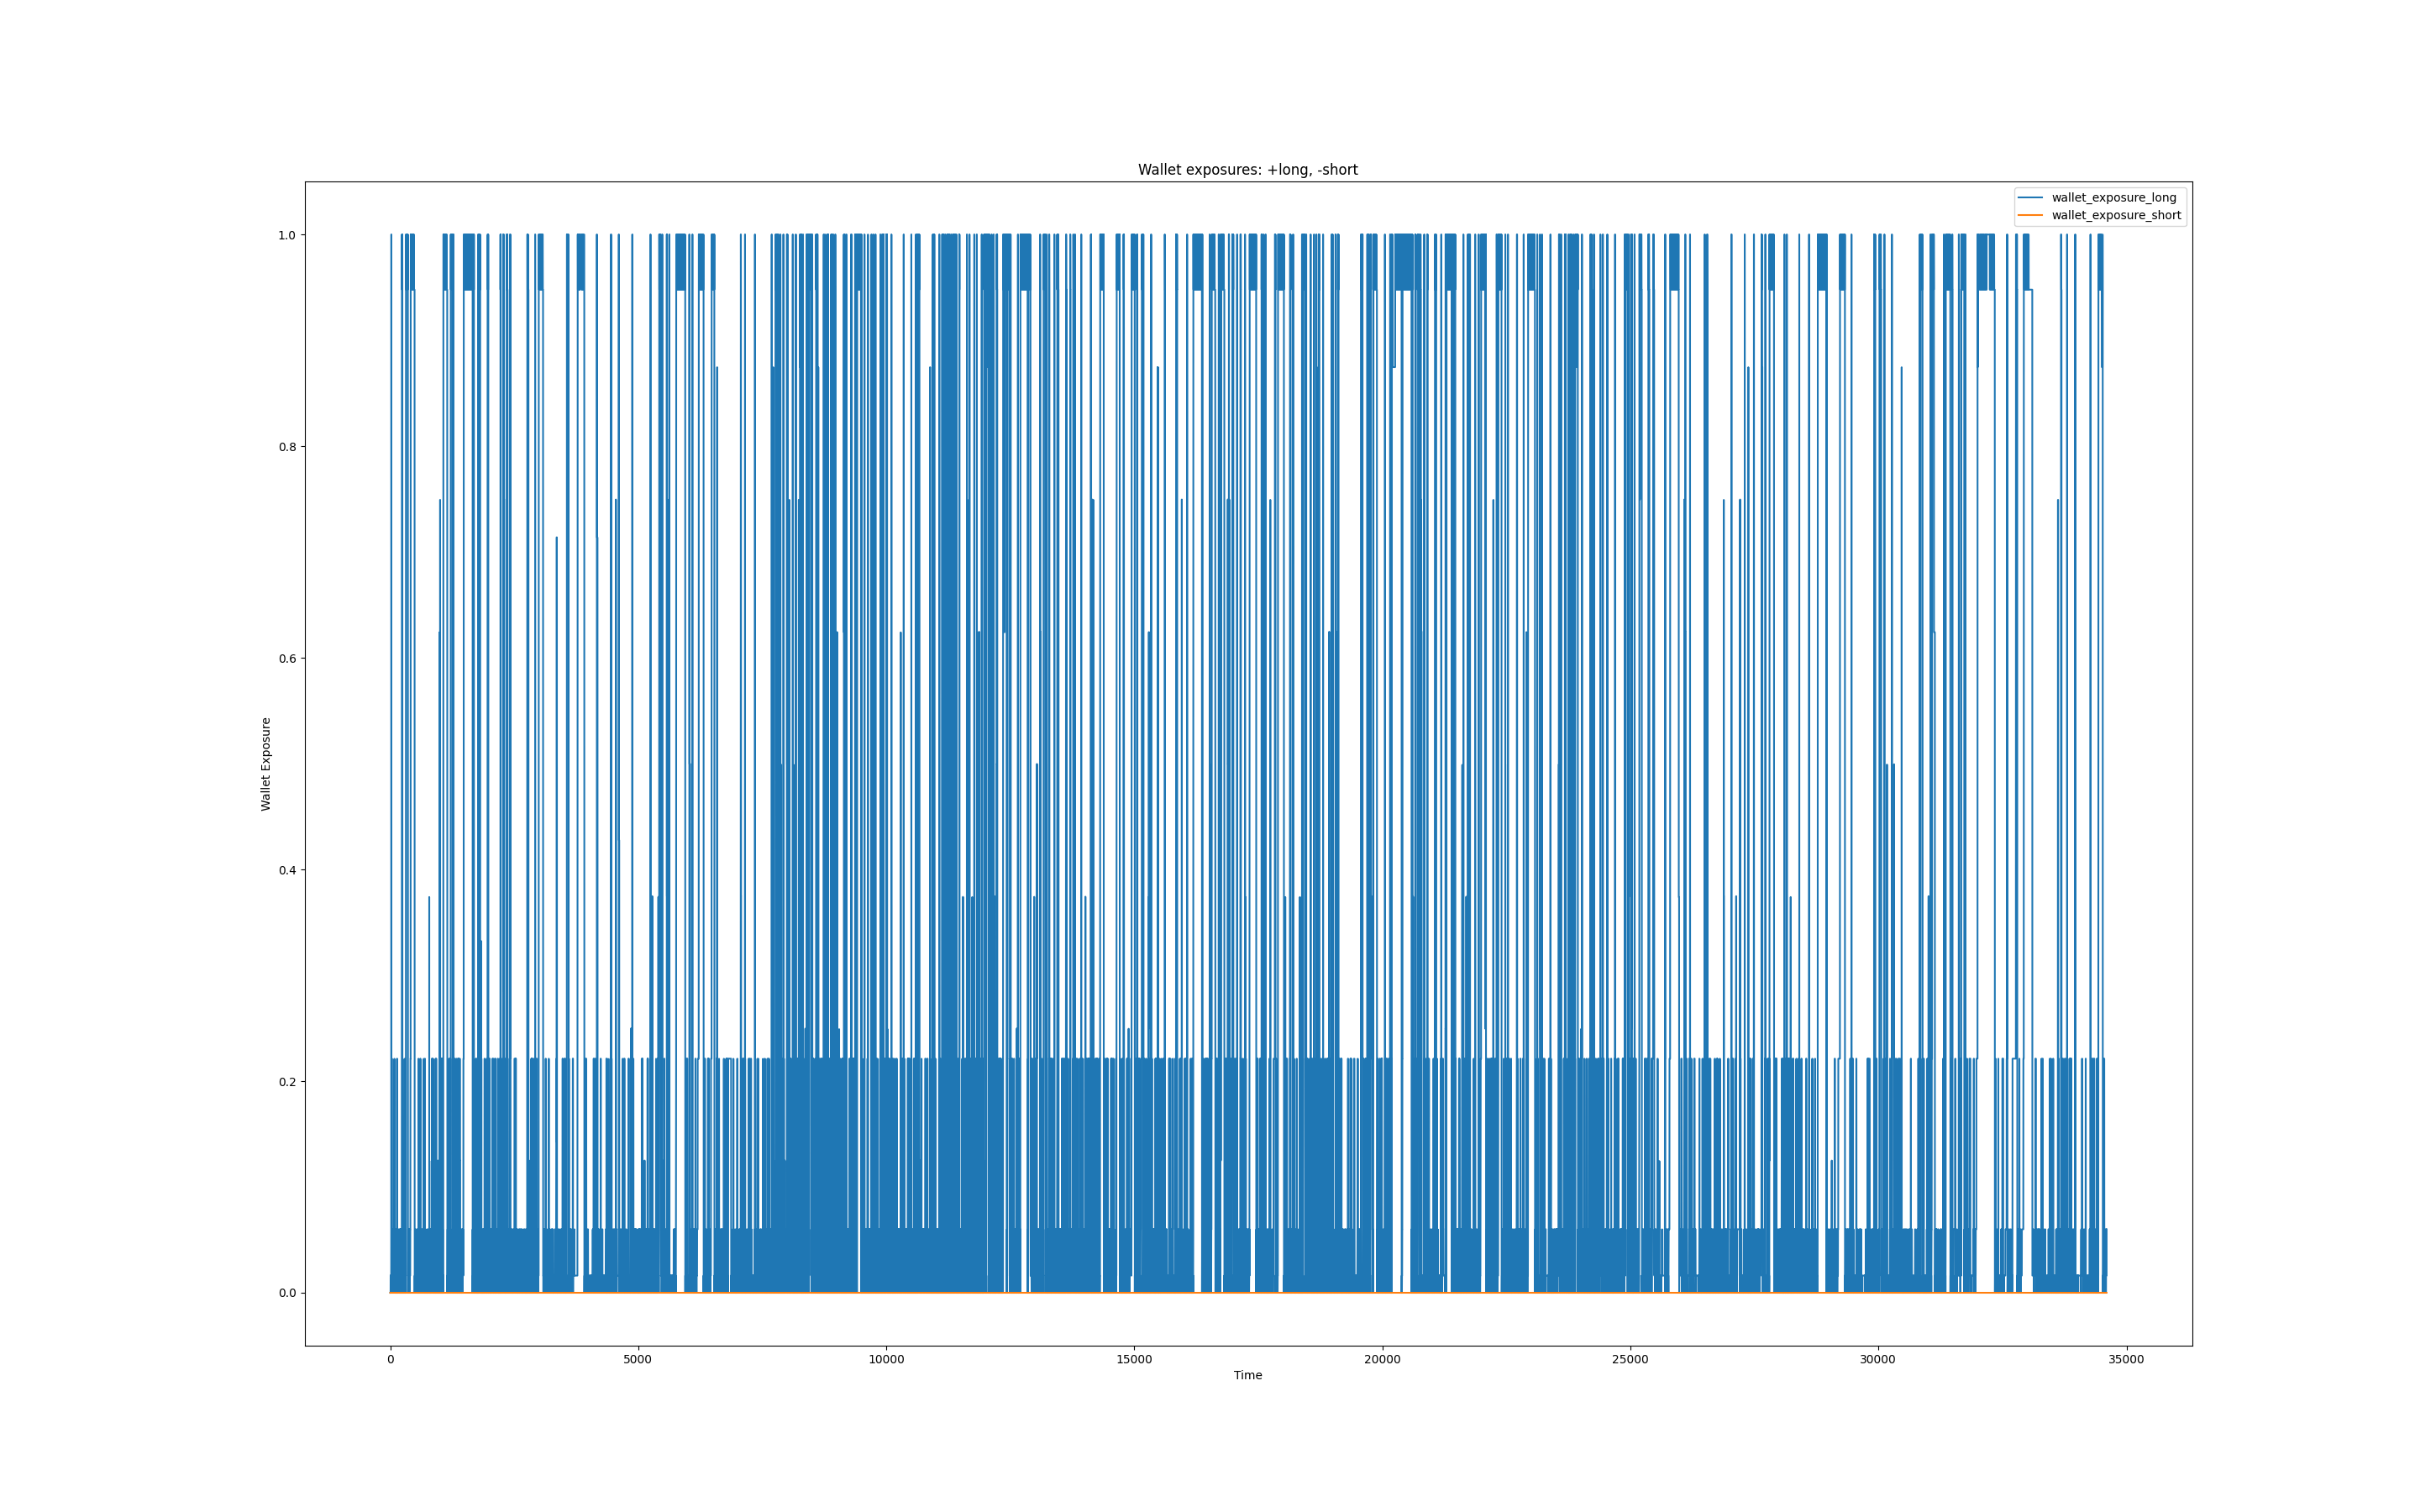 Wallet exposures: +long, -short
wallet_exposure_long
wallet_exposure_short
1.0
0.8
0.6
0.4
0.2
0.0
Wallet Exposure
0 5000 10000 15000 20000 25000 30000 35000
Time